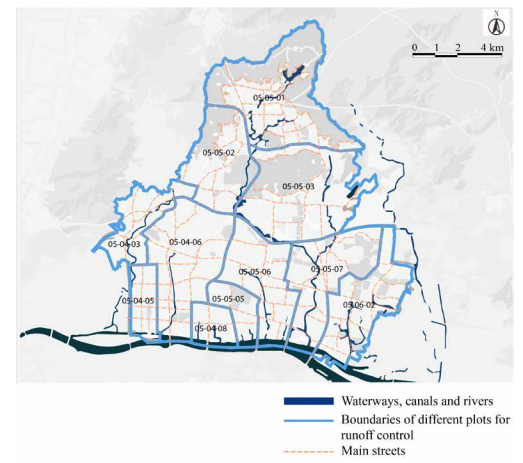 N
0 1 2 4 km
05-05-01
05-05-02
05-05-03
05-04-03
05-04-06
05-05-06
05-05-07
05-04-05
05-05-05
05-06-02
05-04-08
Waterways, canals and rivers
Boundaries of different plots for
runoff control
Main streets